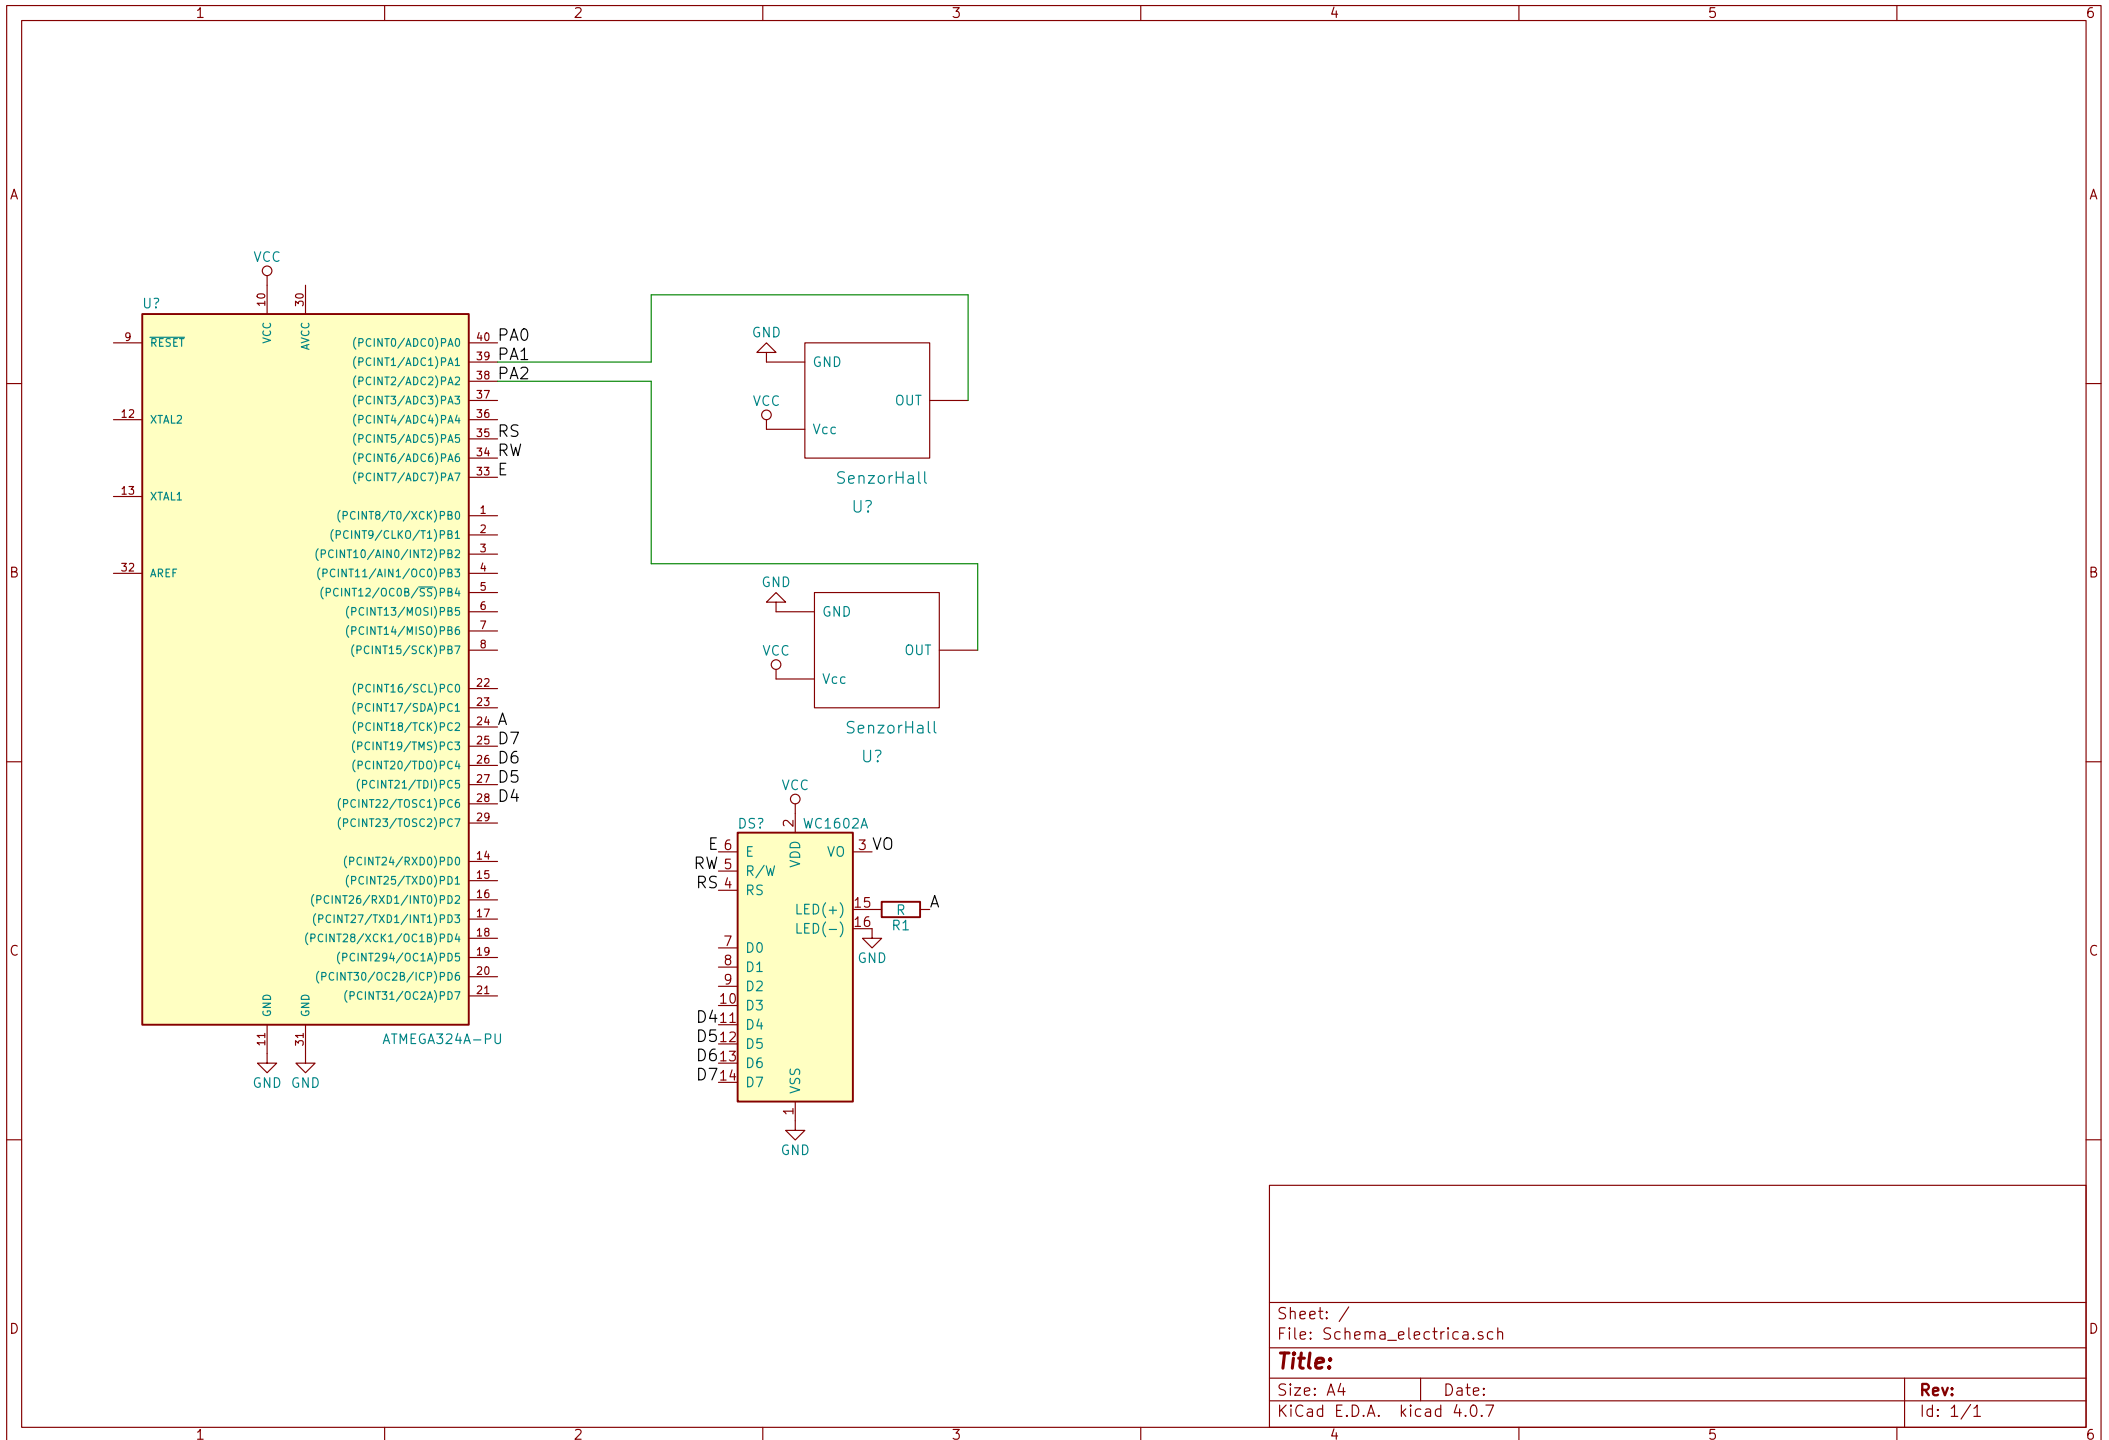 1 2 3 4 5 6
A A
B B
C C
D D
VCC
10
30
U?
VCC
AVCC
9 RESET
12 XTAL2
13 XTAL1
32 AREF
(PCINT0/ADC0)PA0 40 PA0
(PCINT1/ADC1)PA1 39 PA1
(PCINT2/ADC2)PA2 38 PA2
(PCINT3/ADC3)PA3 37
(PCINT4/ADC4)PA4 36
(PCINT5/ADC5)PA5 35 RS
(PCINT6/ADC6)PA6 34 RW
(PCINT7/ADC7)PA7 33 E
(PCINT8/T0/XCK)PB0 1
(PCINT9/CLKO/T1)PB1 2
(PCINT10/AIN0/INT2)PB2 3
(PCINT11/AIN1/OC0)PB3 4
(PCINT12/OC0B/SS)PB4 5
(PCINT13/MOSI)PB5 6
(PCINT14/MISO)PB6 7
(PCINT15/SCK)PB7 8
(PCINT16/SCL)PC0 22
(PCINT17/SDA)PC1 23
(PCINT18/TCK)PC2 24 A
(PCINT19/TMS)PC3 25 D7
(PCINT20/TDO)PC4 26 D6
(PCINT21/TDI)PC5 27 D5
(PCINT22/TOSC1)PC6 28 D4
(PCINT23/TOSC2)PC7 29
(PCINT24/RXD0)PD0 14
(PCINT25/TXD0)PD1 15
(PCINT26/RXD1/INT0)PD2 16
(PCINT27/TXD1/INT1)PD3 17
(PCINT28/XCK1/OC1B)PD4 18
(PCINT294/OC1A)PD5 19
(PCINT30/OC2B/ICP)PD6 20
(PCINT31/OC2A)PD7 21
GND GND
11 31
ATMEGA324A-PU
GND GND
GND
GND
VCC
OUT
Vcc
SenzorHall
U?
GND
GND
VCC
OUT
Vcc
SenzorHall
U?
VCC
DS? 2 WC1602A
E 6 E
VDD
VO 3 VO
RW 5 R/W
RS 4 RS
LED(+) 15 R A
LED(-) 16 R1
GND
7 D0
8 D1
9 D2
10 D3
D4 11 D4
D5 12 D5
D6 13 D6
D7 14 D7
VSS
1
GND
Sheet: /
File: Schema_electrica.sch
Title:
Size: A4 Date: Rev:
KiCad E.D.A. kicad 4.0.7 Id: 1/1
1 2 3 4 5 6